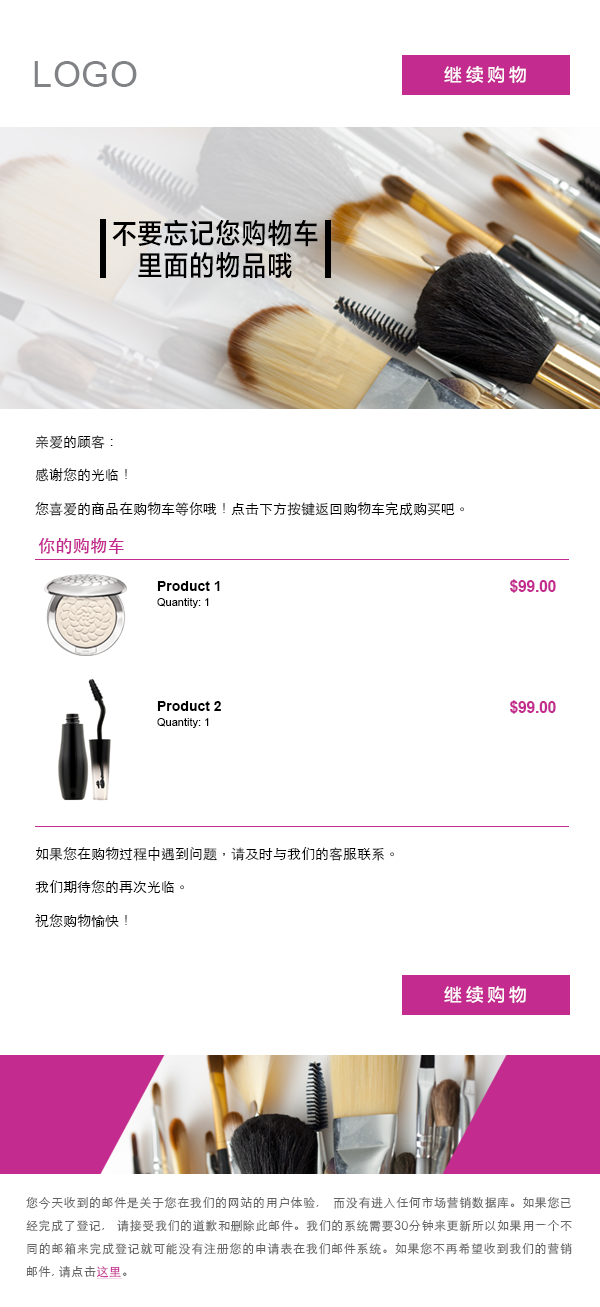 LOGO
继续购物
不要忘记您购物车
里面的物品哦
亲爱的顾客：
感谢您的光临！
您喜爱的商品在购物车等你哦！点击下方按键返回购物车完成购买吧。
你的购物车
Product 1
$99.00
Quantity: 1
Product 2
$99.00
Quantity: 1
如果您在购物过程中遇到问题，请及时与我们的客服联系。
我们期待您的再次光临。
祝您购物愉快！
继续购物
您今天收到的邮件是关于您在我们的网站的用户体验, 而没有进入任何市场营销数据库。如果您已
经完成了登记, 请接受我们的道歉和删除此邮件。我们的系统需要30分钟来更新所以如果用一个不
同的邮箱来完成登记就可能没有注册您的申请表在我们邮件系统。如果您不再希望收到我们的营销
邮件, 请点击这里。